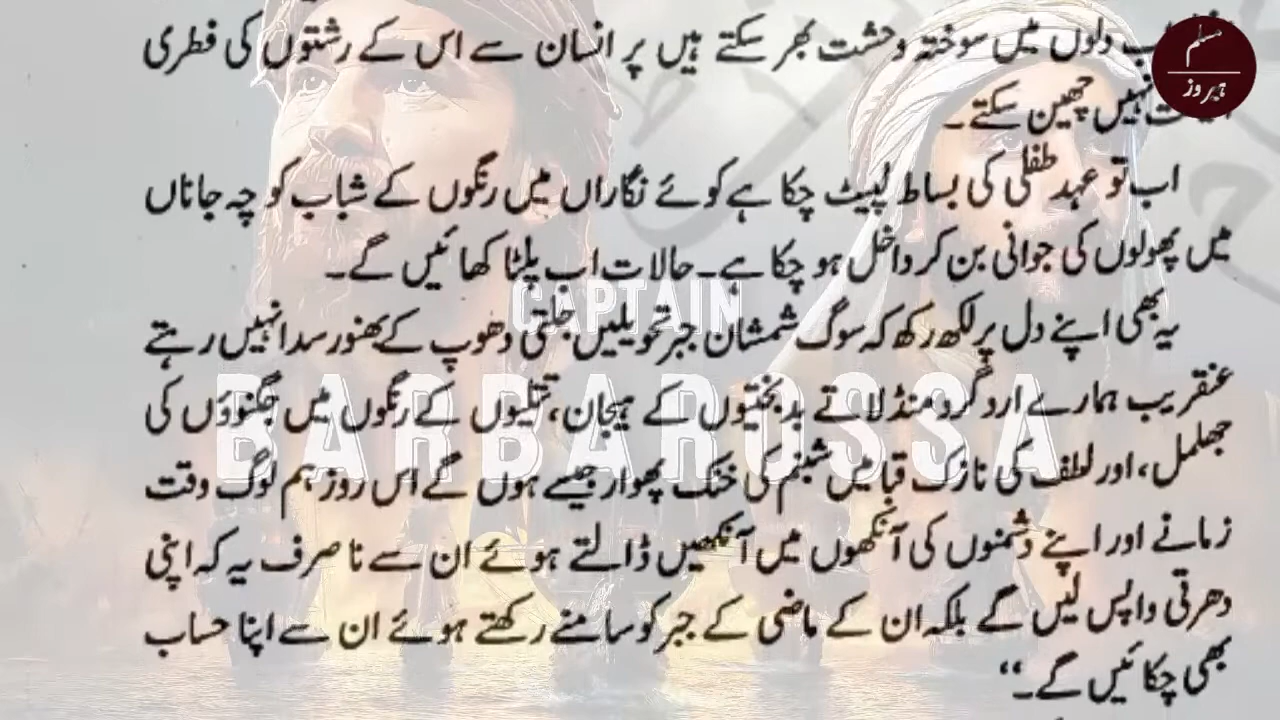 دلوں میں سوختہ وحشت بھر سکتے ہیں پر انسان سے اس کے رشتوں کی فطری
نہیں چھین سکتے۔
اب تو عہد طفلی کی بساط لپیٹ چکا ہے کوئے نگاراں میں رنگوں کے شباب کو چہ جاناں
میں پھولوں کی جوانی بن کر داخل ہو چکا ہے۔ حالات اب پلٹا کھائیں گے۔
یہ بھی اپنے دل پر لکھ رکھ کہ سوگ شمشان جبر تحویلیں جلتی دھوپ کے بھنور سدا نہیں رہتے
عنقریب ہمارے ارد گرد منڈلاتے بدبختیوں کے ہیجان، تتلیوں کے رنگوں میں جگنوؤں کی
جھلمل، اور لطف کی نازک قبا میں شبنم کی خنک پھوار جیسے ہوں گے اس روز ہم لوگ وقت
زمانے اور اپنے دشمنوں کی آنکھوں میں آنکھیں ڈالتے ہوئے ان سے نا صرف یہ کہ اپنی
دھرتی واپس لیں گے بلکہ ان کے ماضی کے جبر کو سامنے رکھتے ہوئے ان سے اپنا حساب
بھی چکائیں گے۔“
مسلم
ہیروز
CAPTAIN
BARBAROSSA